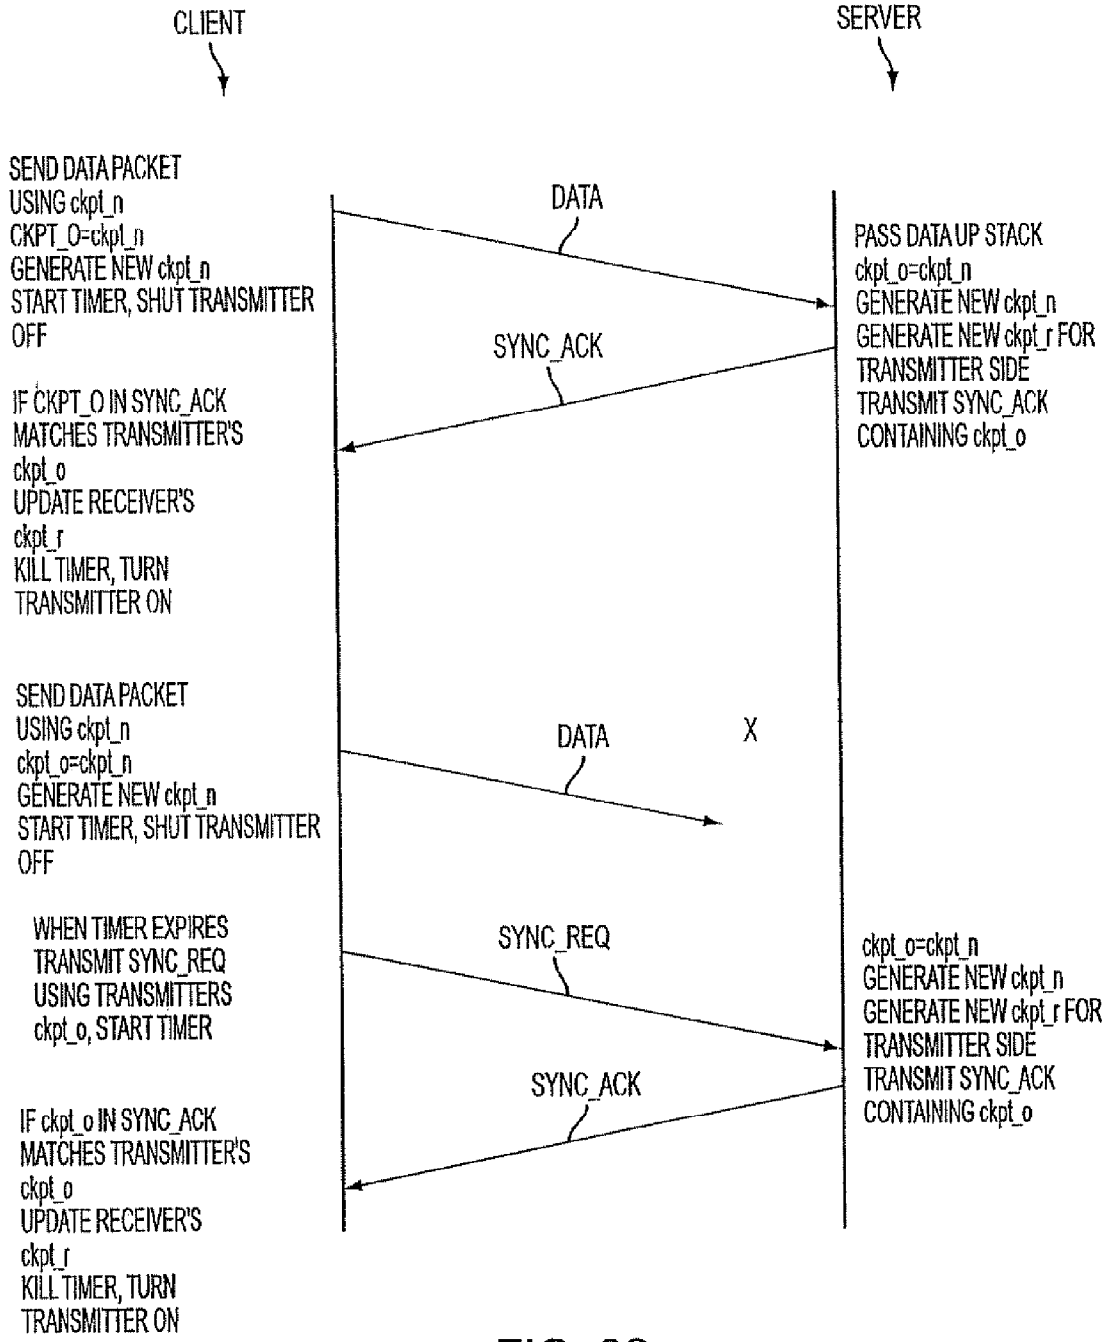 CLIENT
SERVER
SEND DATA PACKET
USING ckpt_n
CKPT_O=ckpt_n
GENERATE NEW ckpt_n
START TIMER, SHUT TRANSMITTER
OFF
DATA
PASS DATA UP STACK
ckpt_o=ckpt_n
GENERATE NEW ckpt_n
GENERATE NEW ckpt_r FOR
TRANSMITTER SIDE
TRANSMIT SYNC_ACK
CONTAINING ckpt_o
SYNC_ACK
IF CKPT_O IN SYNC_ACK
MATCHES TRANSMITTER'S
ckpt_o
UPDATE RECEIVER'S
ckpt_r
KILL TIMER, TURN
TRANSMITTER ON
SEND DATA PACKET
USING ckpt_n
ckpt_o=ckpt_n
GENERATE NEW ckpt_n
START TIMER, SHUT TRANSMITTER
OFF
DATA
X
WHEN TIMER EXPIRES
TRANSMIT SYNC_REQ
USING TRANSMITTERS
ckpt_o, START TIMER
SYNC_REQ
ckpt_o=ckpt_n
GENERATE NEW ckpt_n
GENERATE NEW ckpt_r FOR
TRANSMITTER SIDE
TRANSMIT SYNC_ACK
CONTAINING ckpt_o
SYNC_ACK
IF ckpt_o IN SYNC_ACK
MATCHES TRANSMITTER'S
ckpt_o
UPDATE RECEIVER'S
ckpt_r
KILL TIMER, TURN
TRANSMITTER ON